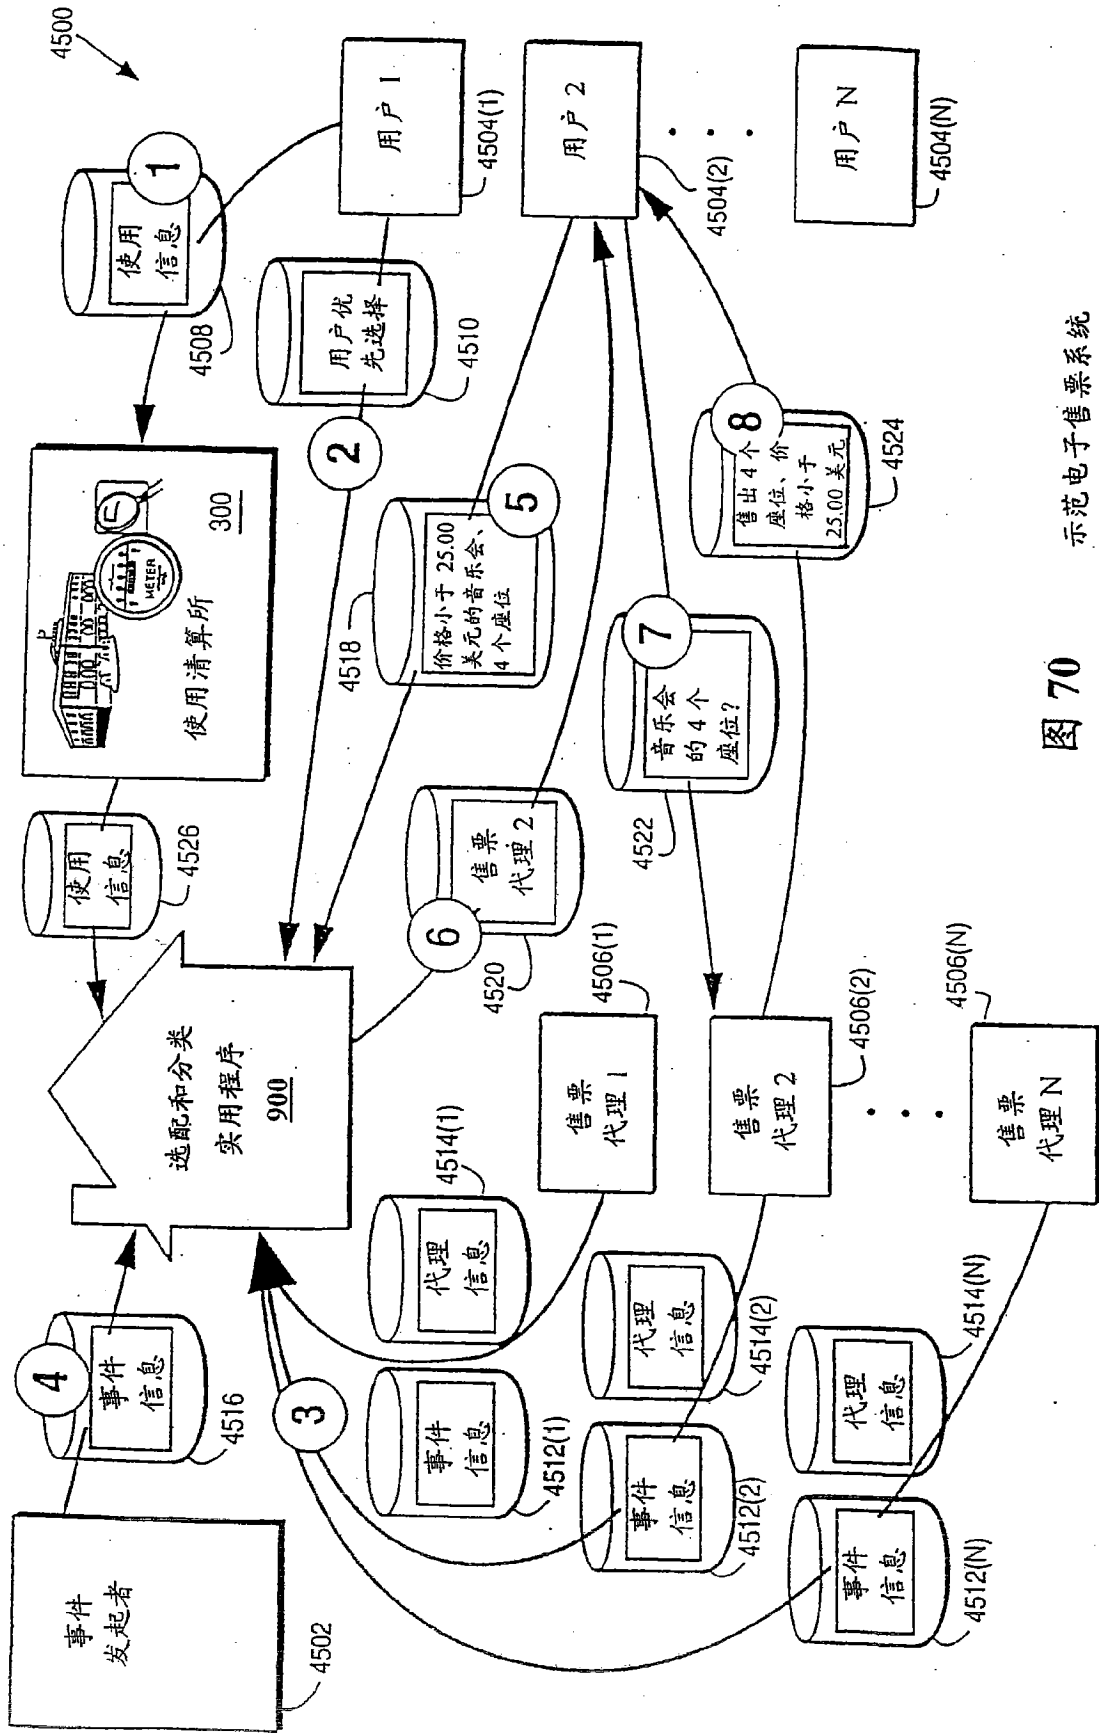 4500
事件
发起者
4502
4
事件
信息
4516
选配和分类
实用程序
900
使用
信息
4526
METER
使用清算所
300
1
使用
信息
4508
用户 1
4504(1)
2
用户优
先选择
4510
3
事件
信息
4512(1)
代理
信息
4514(1)
售票
代理 1
4506(1)
6
售票
代理 2
4520
5
价格小于 25.00
美元的音乐会、
4 个座位
4518
用户 2
4504(2)
事件
信息
4512(2)
代理
信息
4514(2)
售票
代理 2
4506(2)
7
音乐会
的 4 个
座位?
4522
8
售出 4 个
座位、价
格小于
25.00 美元
4524
用户 N
4504(N)
事件
信息
4512(N)
代理
信息
4514(N)
售票
代理 N
4506(N)
图 70
示范电子售票系统